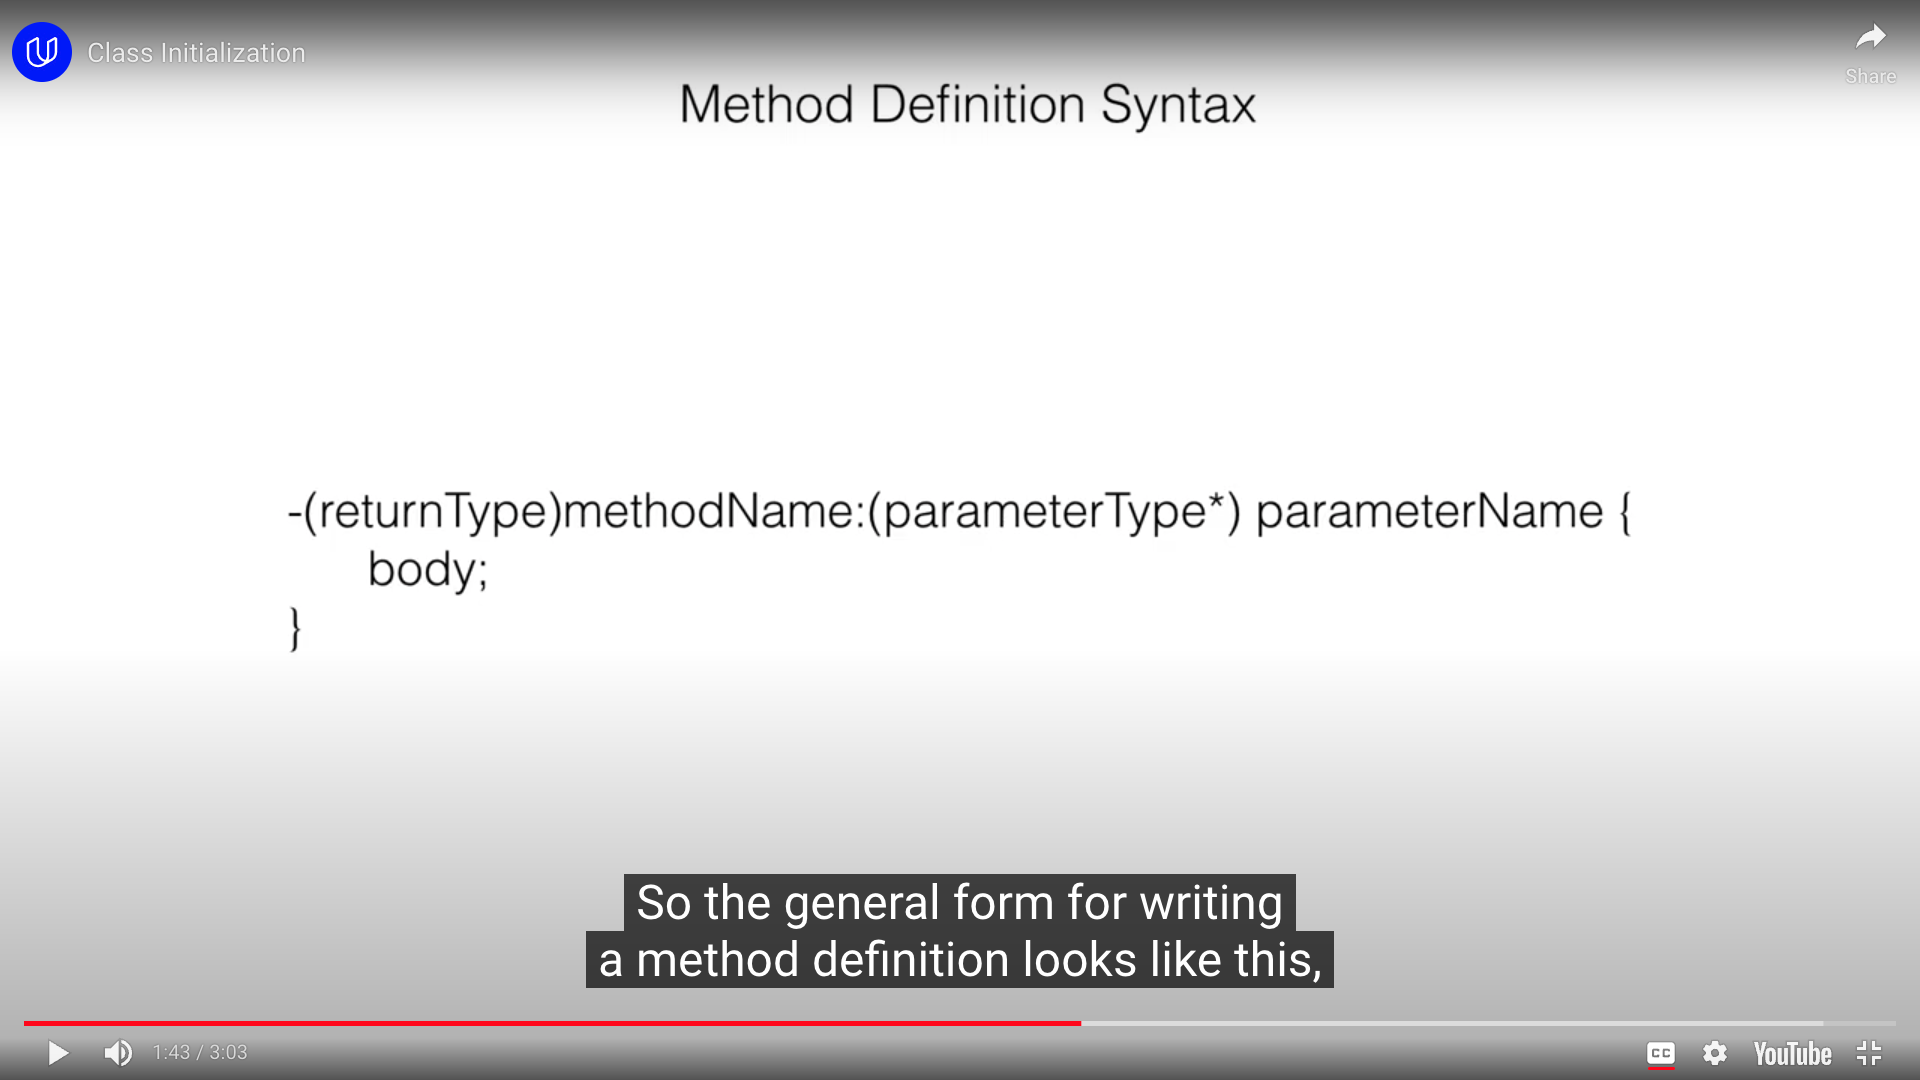 Class Initialization
Share
Method Definition Syntax
-(returnType)methodName:(parameterType*) parameterName {
body;
}
So the general form for writing
a method definition looks like this,
1:43 / 3:03
CC
YouTube